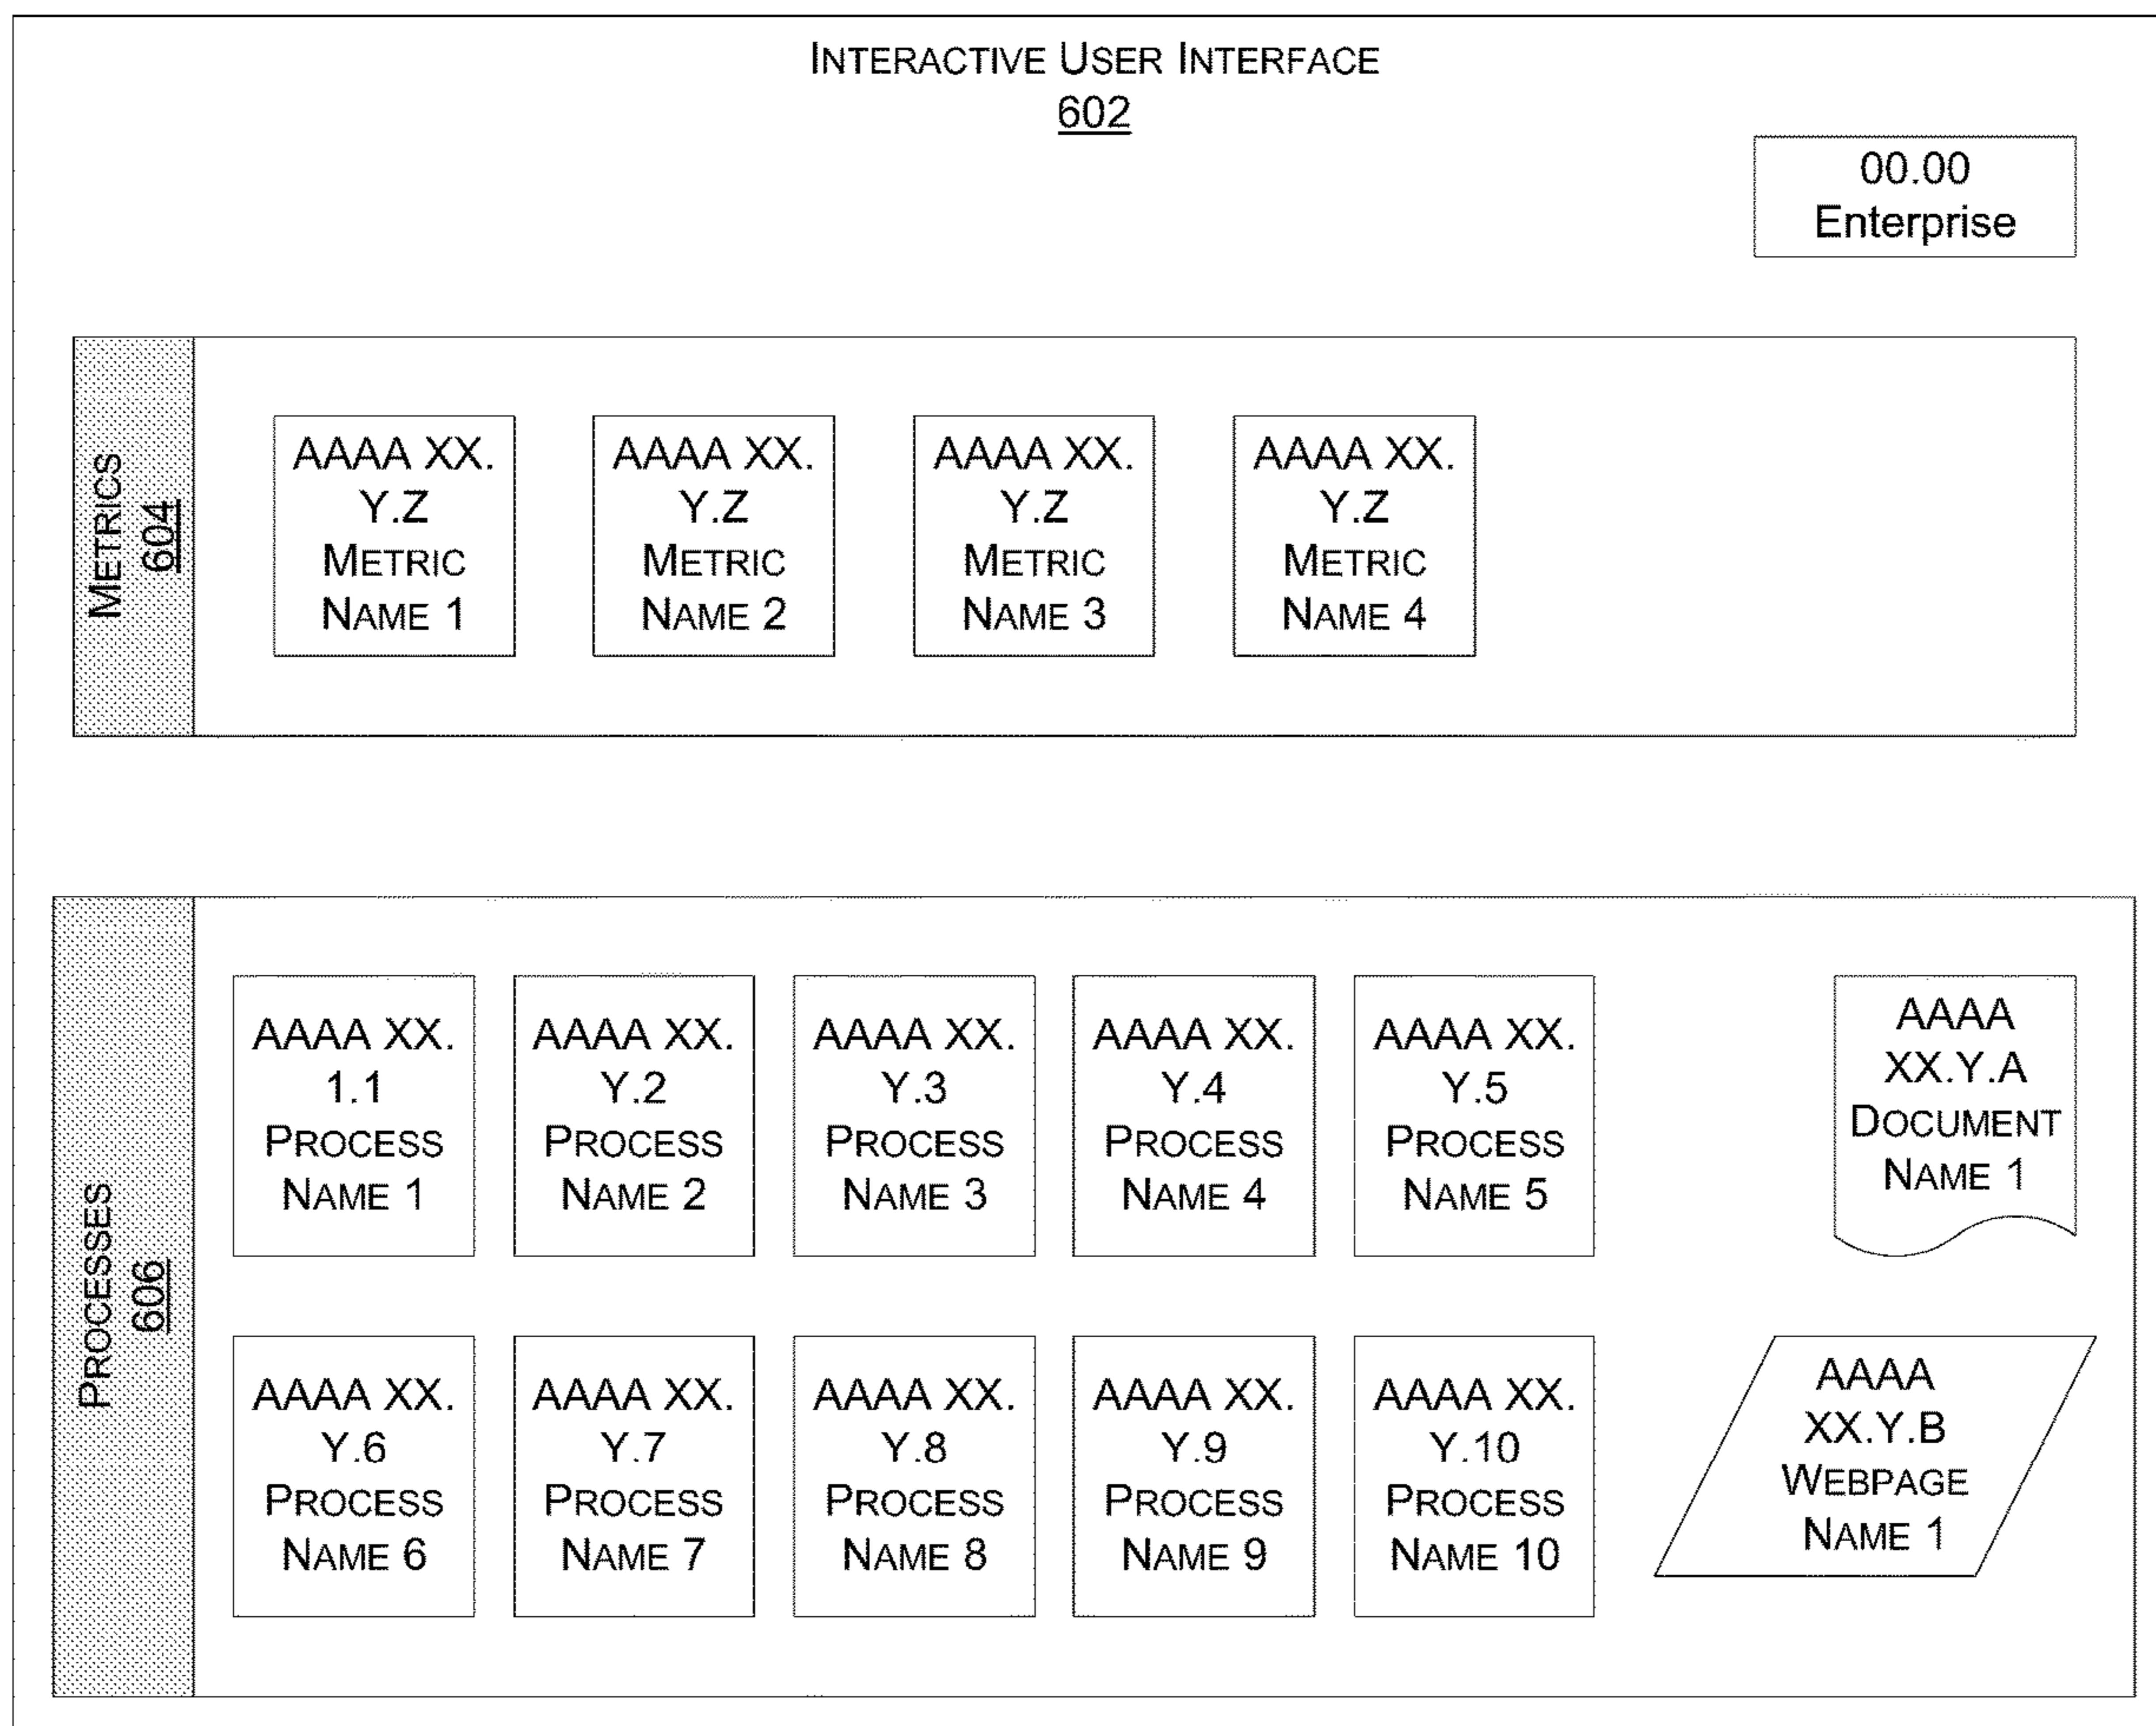 INTERACTIVE USER INTERFACE
602
00.00
Enterprise
METRICS
604
AAAA XX.
Y.Z
METRIC
NAME 1
AAAA XX.
Y.Z
METRIC
NAME 2
AAAA XX.
Y.Z
METRIC
NAME 3
AAAA XX.
Y.Z
METRIC
NAME 4
PROCESSES
606
AAAA XX.
1.1
PROCESS
NAME 1
AAAA XX.
Y.2
PROCESS
NAME 2
AAAA XX.
Y.3
PROCESS
NAME 3
AAAA XX.
Y.4
PROCESS
NAME 4
AAAA XX.
Y.5
PROCESS
NAME 5
AAAA
XX.Y.A
DOCUMENT
NAME 1
AAAA XX.
Y.6
PROCESS
NAME 6
AAAA XX.
Y.7
PROCESS
NAME 7
AAAA XX.
Y.8
PROCESS
NAME 8
AAAA XX.
Y.9
PROCESS
NAME 9
AAAA XX.
Y.10
PROCESS
NAME 10
AAAA
XX.Y.B
WEBPAGE
NAME 1